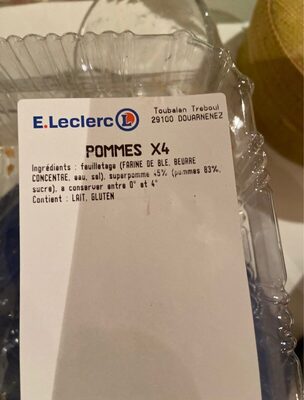 E.Leclerc L
Toubalan Treboul
29100 DOUARNENEZ
POMMES X4
Ingrédients : feuilletage (FARINE DE BLE, BEURRE
CONCENTRE, eau, sel), superpomme 45% (pommes 83%,
sucre), a conserver entre 0° et 4°
Contient : LAIT, GLUTEN